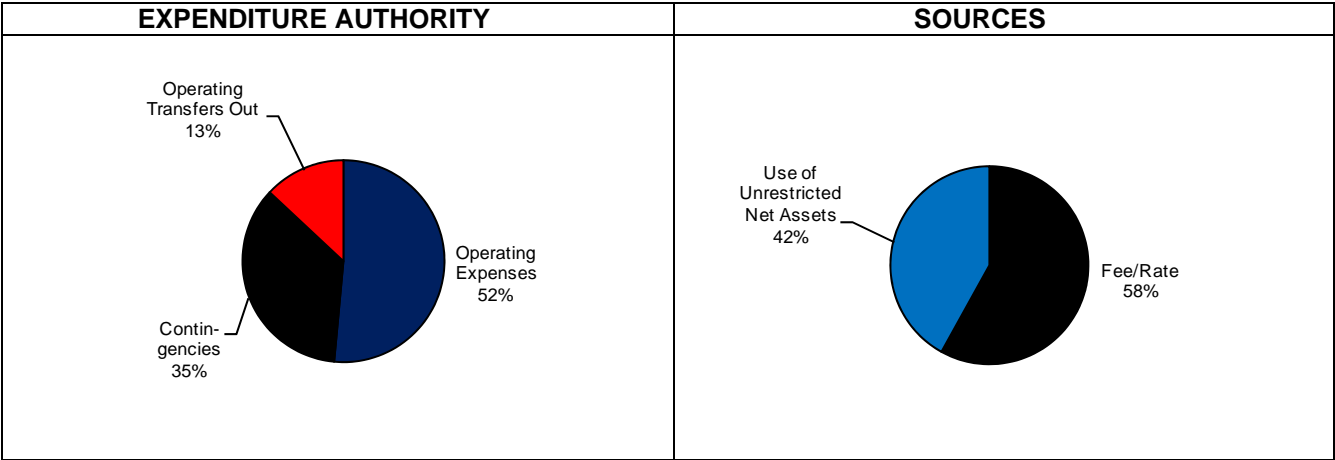 EXPENDITURE AUTHORITY
Operating
Transfers Out
13%
Operating
Expenses
52%
Contin-
gencies
35%
SOURCES
Use of
Unrestricted
Net Assets
42%
Fee/Rate
58%